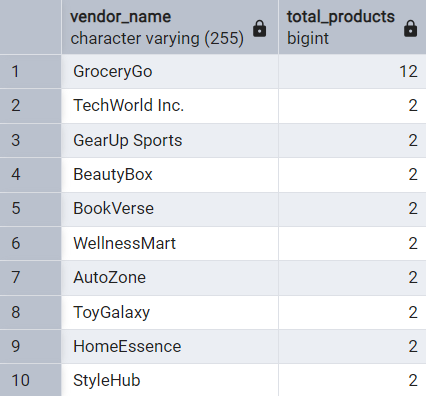 vendor_name total_products
character varying (255) bigint
1 GroceryGo 12
2 TechWorld Inc. 2
3 GearUp Sports 2
4 BeautyBox 2
5 BookVerse 2
6 WellnessMart 2
7 AutoZone 2
8 ToyGalaxy 2
9 HomeEssence 2
10 StyleHub 2